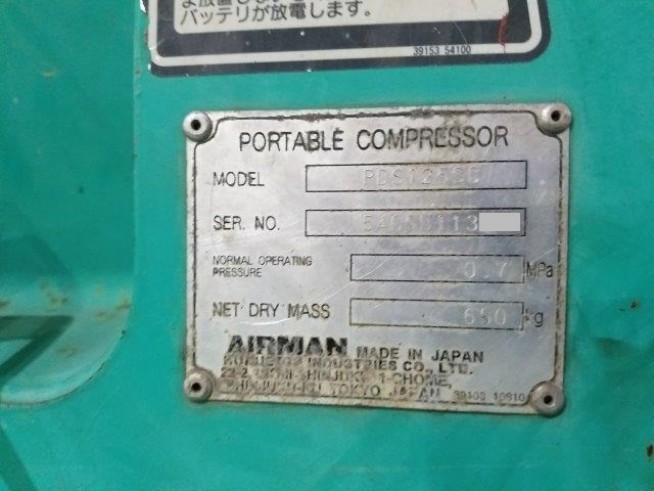 バッテリが放電します。
39153 54100
PORTABLE COMPRESSOR
MODEL
SER. NO.
NORMAL OPERATING
PRESSURE 0.7 MPa
NET DRY MASS 650 kg
AIRMAN MADE IN JAPAN
INDUSTRIES CO., LTD.
1-CHOME,
TOKYO JAPAN 39103 10910